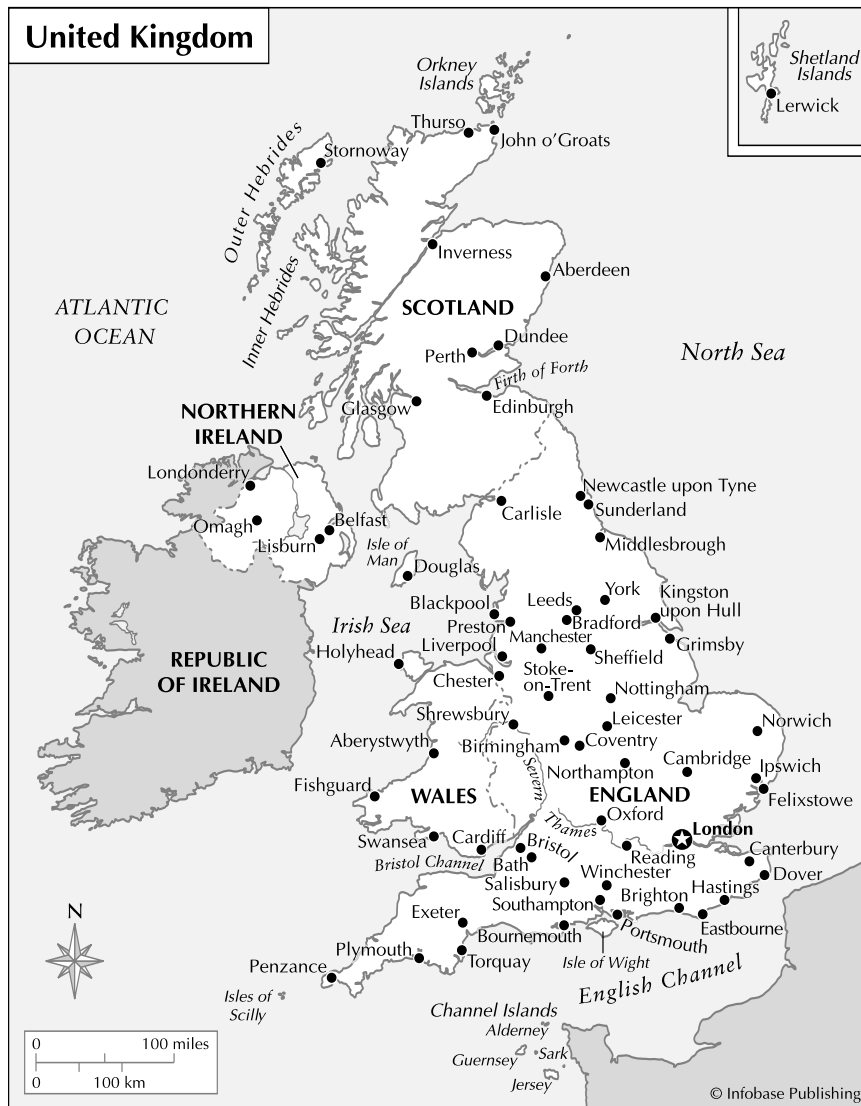 United Kingdom
Orkney
Islands
Shetland
Islands
Lerwick
Thurso
John o'Groats
Stornoway
Outer Hebrides
Inverness
Inner Hebrides
Aberdeen
ATLANTIC
OCEAN
SCOTLAND
Dundee
Perth
North Sea
Firth of Forth
Glasgow
Edinburgh
NORTHERN
IRELAND
Londonderry
Newcastle upon Tyne
Carlisle
Sunderland
Omagh
Belfast
Lisburn
Isle of
Man
Middlesbrough
Douglas
York
Kingston
upon Hull
Leeds
Blackpool
Bradford
Preston
Irish Sea
Manchester
Grimsby
Liverpool
Holyhead
Sheffield
REPUBLIC
OF IRELAND
Chester
Stoke-
on-Trent
Nottingham
Shrewsbury
Leicester
Norwich
Aberystwyth
Birmingham
Coventry
Severn
Northampton
Cambridge
Ipswich
Fishguard
WALES
ENGLAND
Felixstowe
Oxford
Thames
London
Swansea
Cardiff
Bristol
Reading
Canterbury
Bristol Channel
Bath
Dover
Winchester
Salisbury
Brighton
Hastings
Southampton
N
Exeter
Portsmouth
Eastbourne
Bournemouth
Plymouth
Torquay
Isle of Wight
English Channel
Penzance
Isles of
Scilly
Channel Islands
Alderney
Guernsey
Sark
Jersey
0 100 miles
0 100 km
© Infobase Publishing